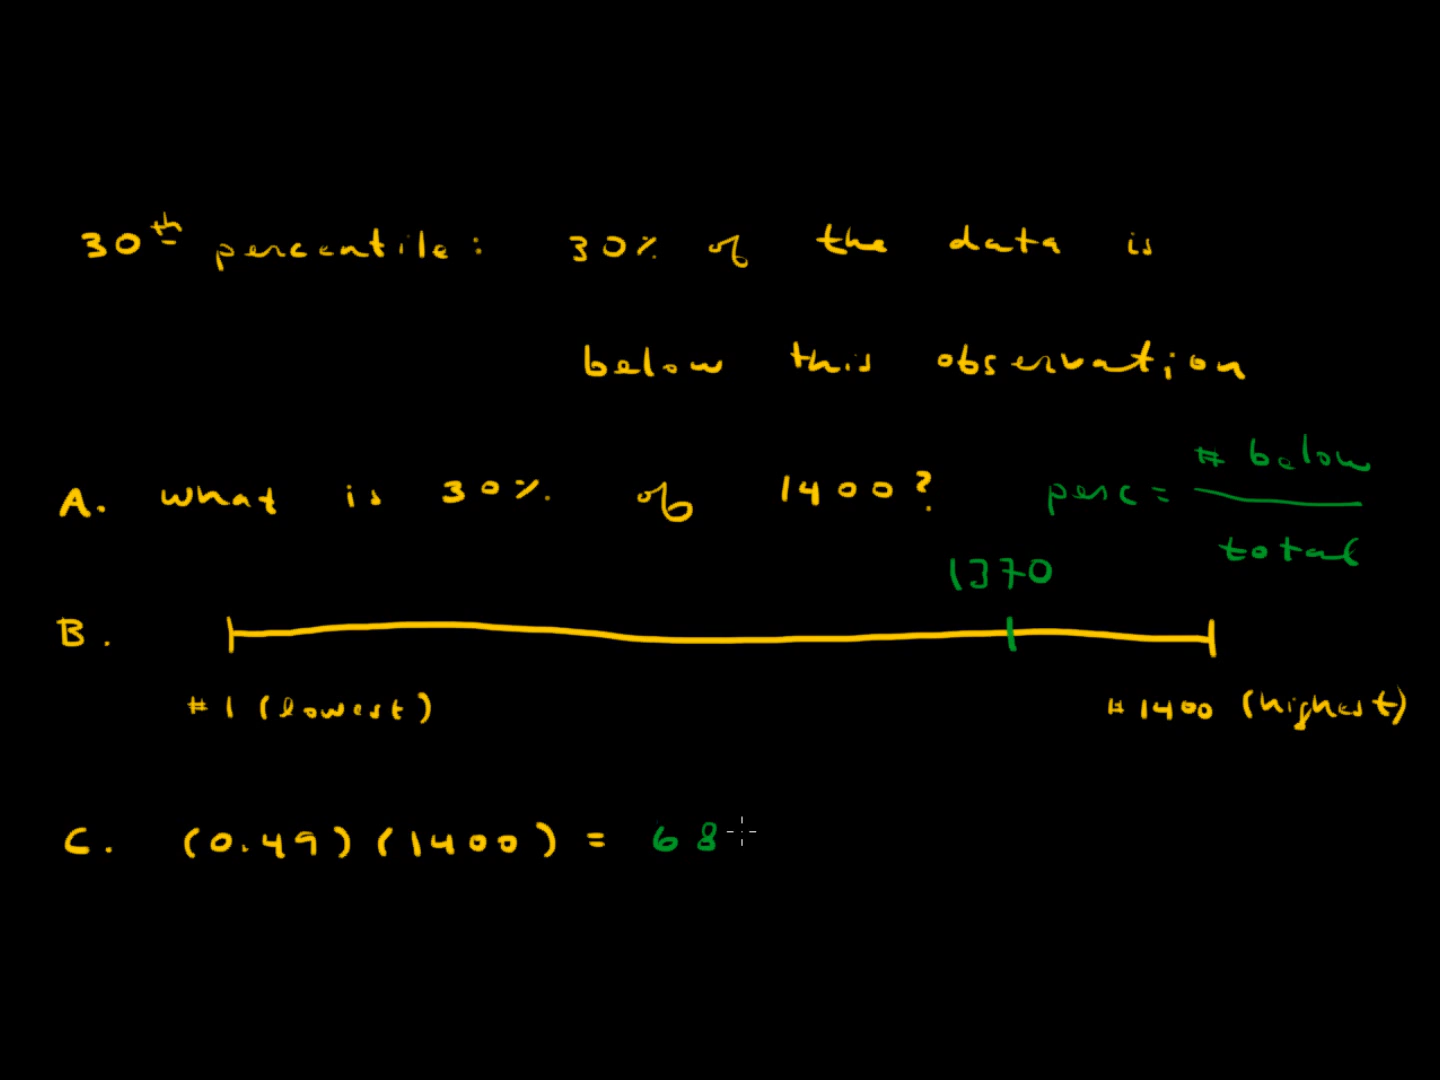 30th percentile: 30% of the data is
below this observation
A. what is 30% of 1400?
perc = # below / total
1370
B.
#1 (lowest)
#1400 (highest)
C. (0.49)(1400) = 68